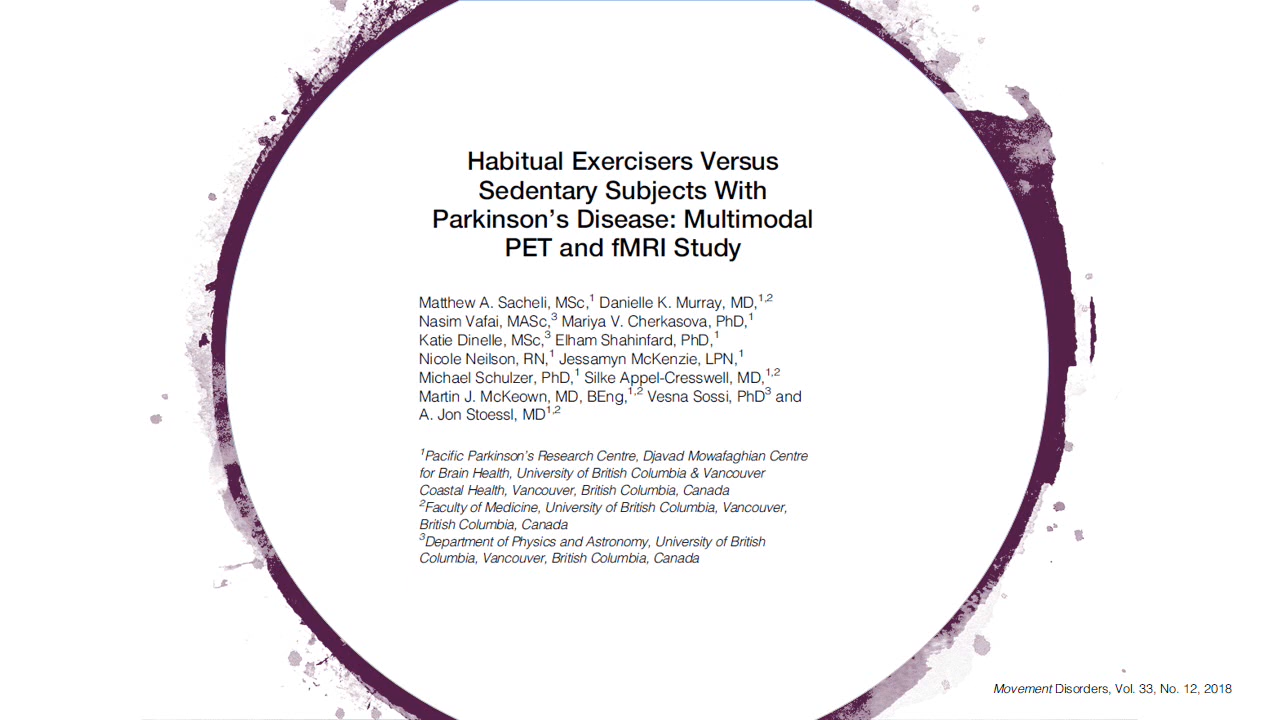 Habitual Exercisers Versus
Sedentary Subjects With
Parkinson's Disease: Multimodal
PET and fMRI Study
Matthew A. Sacheli, MSc,¹ Danielle K. Murray, MD,¹,²
Nasim Vafai, MASc,³ Mariya V. Cherkasova, PhD,¹
Katie Dinelle, MSc,³ Elham Shahinfard, PhD,¹
Nicole Neilson, RN,¹ Jessamyn McKenzie, LPN,¹
Michael Schulzer, PhD,¹ Silke Appel-Cresswell, MD,¹,²
Martin J. McKeown, MD, BEng,¹,² Vesna Sossi, PhD³ and
A. Jon Stoessl, MD¹,²
¹Pacific Parkinson's Research Centre, Djavad Mowafaghian Centre
for Brain Health, University of British Columbia & Vancouver
Coastal Health, Vancouver, British Columbia, Canada
²Faculty of Medicine, University of British Columbia, Vancouver,
British Columbia, Canada
³Department of Physics and Astronomy, University of British
Columbia, Vancouver, British Columbia, Canada
Movement Disorders, Vol. 33, No. 12, 2018